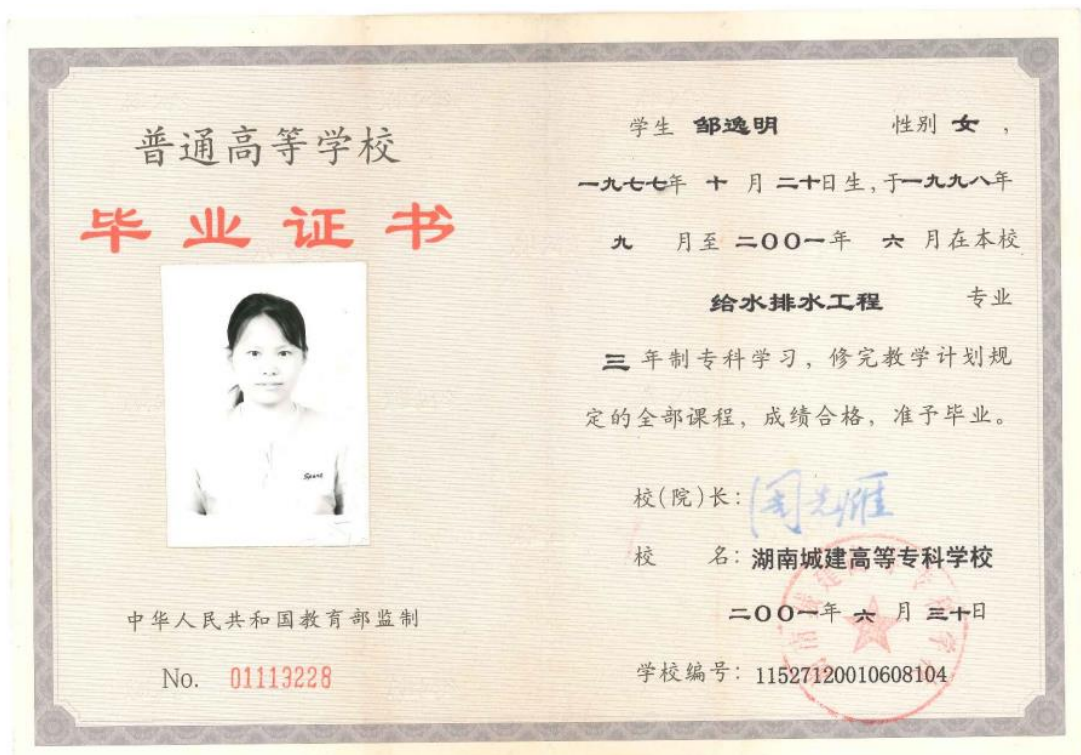 普通高等学校
毕业证书
Sport
中华人民共和国教育部监制
No. 01113228
学生 邹逸明 性别 女，
一九七七年 十 月 二十日生，于一九九八年
九 月至 二〇〇一年 六 月在本校
给水排水工程 专业
三 年制专科学习，修完教学计划规
定的全部课程，成绩合格，准予毕业。
校(院)长：
校 名：湖南城建高等专科学校
二〇〇一年 六 月 三十日
学校编号：11527120010608104